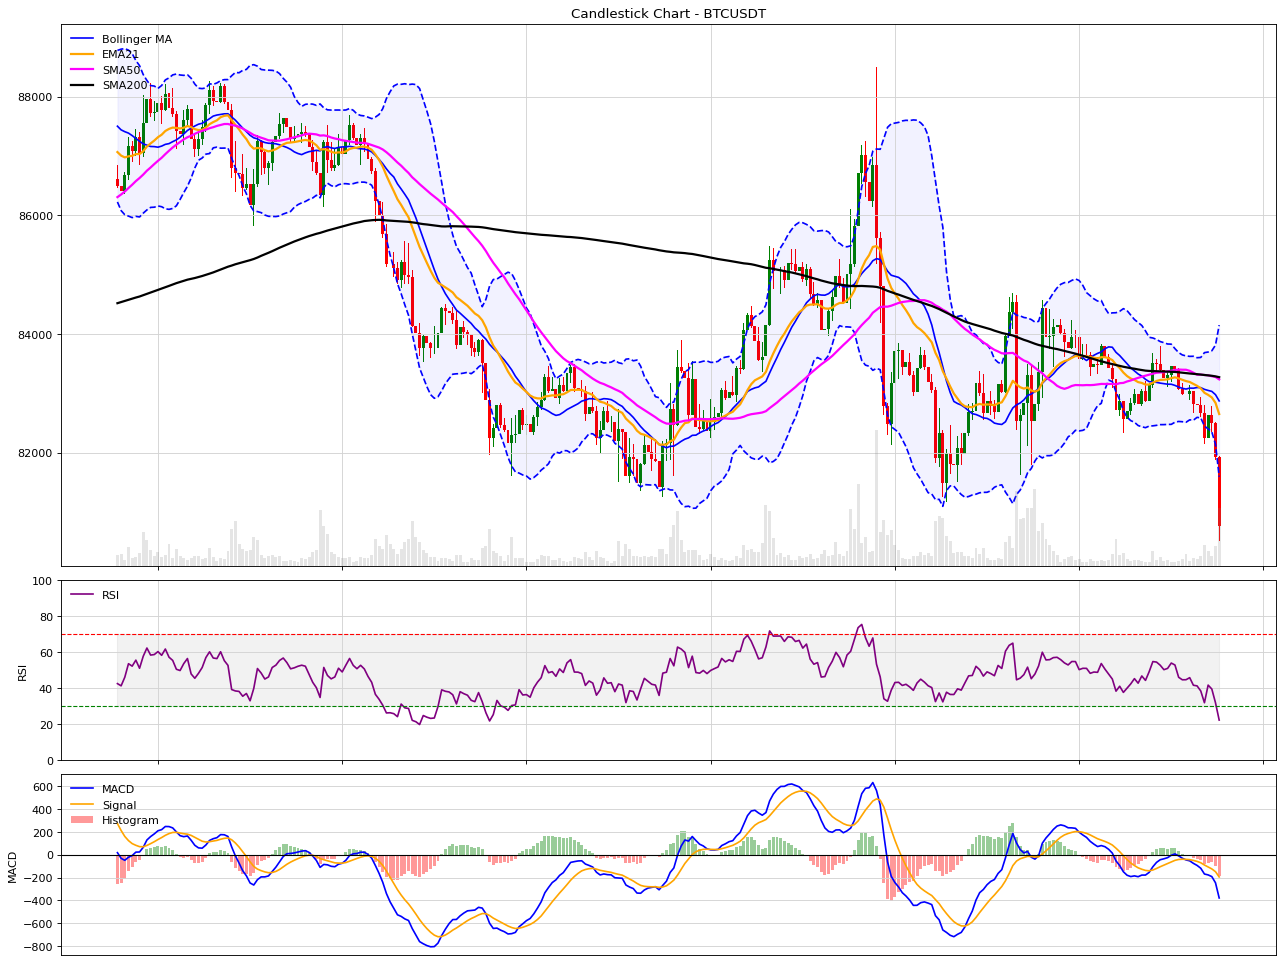 Candlestick Chart - BTCUSDT
Bollinger MA
EMA21
SMA50
SMA200
88000
86000
84000
82000
RSI
100
80
60
40
20
0
RSI
MACD
Signal
Histogram
600
400
200
0
−200
−400
−600
−800
MACD